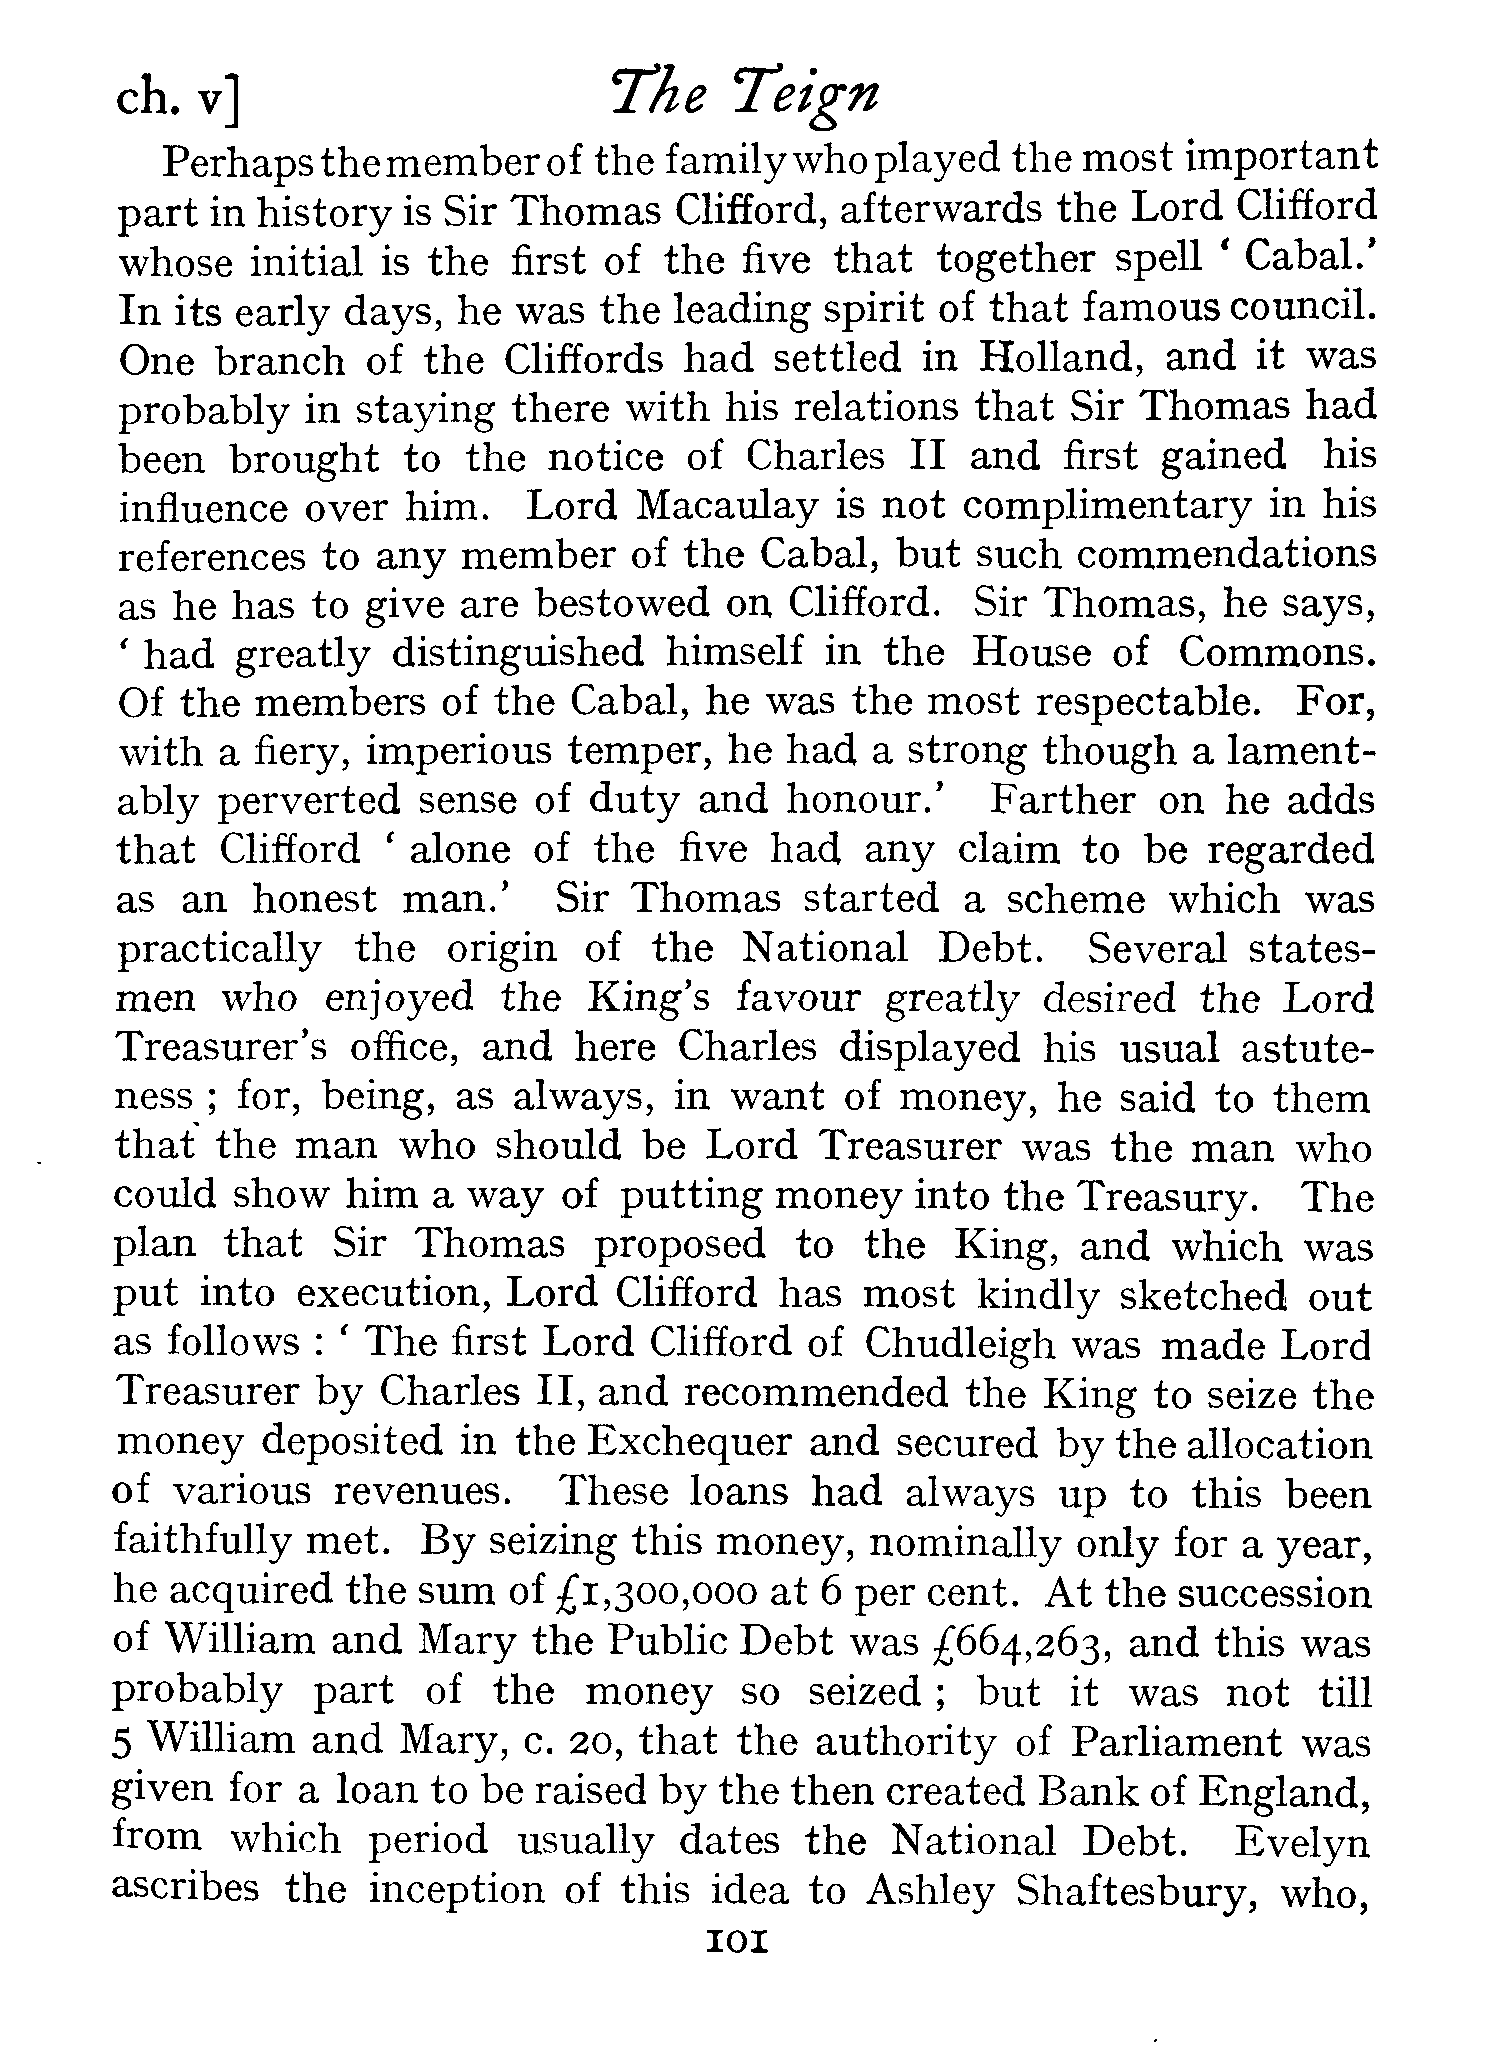 ch. v] The Teign
Perhaps the member of the family who played the most important
part in history is Sir Thomas Clifford, afterwards the Lord Clifford
whose initial is the first of the five that together spell ‘ Cabal.’
In its early days, he was the leading spirit of that famous council.
One branch of the Cliffords had settled in Holland, and it was
probably in staying there with his relations that Sir Thomas had
been brought to the notice of Charles II and first gained his
influence over him. Lord Macaulay is not complimentary in his
references to any member of the Cabal, but such commendations
as he has to give are bestowed on Clifford. Sir Thomas, he says,
‘ had greatly distinguished himself in the House of Commons.
Of the members of the Cabal, he was the most respectable. For,
with a fiery, imperious temper, he had a strong though a lament-
ably perverted sense of duty and honour.’ Farther on he adds
that Clifford ‘ alone of the five had any claim to be regarded
as an honest man.’ Sir Thomas started a scheme which was
practically the origin of the National Debt. Several states-
men who enjoyed the King's favour greatly desired the Lord
Treasurer's office, and here Charles displayed his usual astute-
ness ; for, being, as always, in want of money, he said to them
that the man who should be Lord Treasurer was the man who
could show him a way of putting money into the Treasury. The
plan that Sir Thomas proposed to the King, and which was
put into execution, Lord Clifford has most kindly sketched out
as follows : ‘ The first Lord Clifford of Chudleigh was made Lord
Treasurer by Charles II, and recommended the King to seize the
money deposited in the Exchequer and secured by the allocation
of various revenues. These loans had always up to this been
faithfully met. By seizing this money, nominally only for a year,
he acquired the sum of £1,300,000 at 6 per cent. At the succession
of William and Mary the Public Debt was £664,263, and this was
probably part of the money so seized ; but it was not till
5 William and Mary, c. 20, that the authority of Parliament was
given for a loan to be raised by the then created Bank of England,
from which period usually dates the National Debt. Evelyn
ascribes the inception of this idea to Ashley Shaftesbury, who,
101